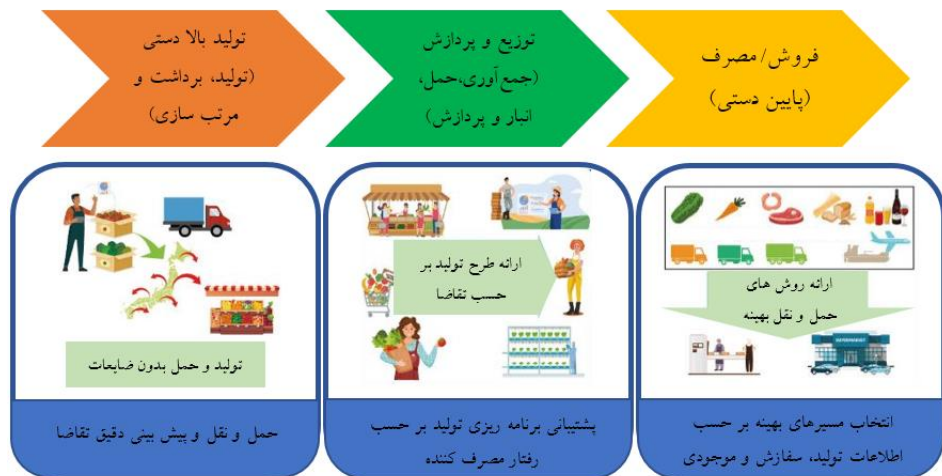 تولید بالا دستی
(تولید، برداشت و
مرتب سازی)
توزیع و پردازش
(جمع‌آوری،حمل،
انبار و پردازش)
فروش/مصرف
(پایین دستی)
تولید و حمل بدون ضایعات
حمل و نقل و پیش بینی دقیق تقاضا
ارائه طرح تولید بر
حسب تقاضا
پشتیبانی برنامه ریزی تولید بر حسب
رفتار مصرف کننده
ارائه روش های
حمل و نقل بهینه
SUPERMARKET
انتخاب مسیرهای بهینه بر حسب
اطلاعات تولید، سفازش و موجودی